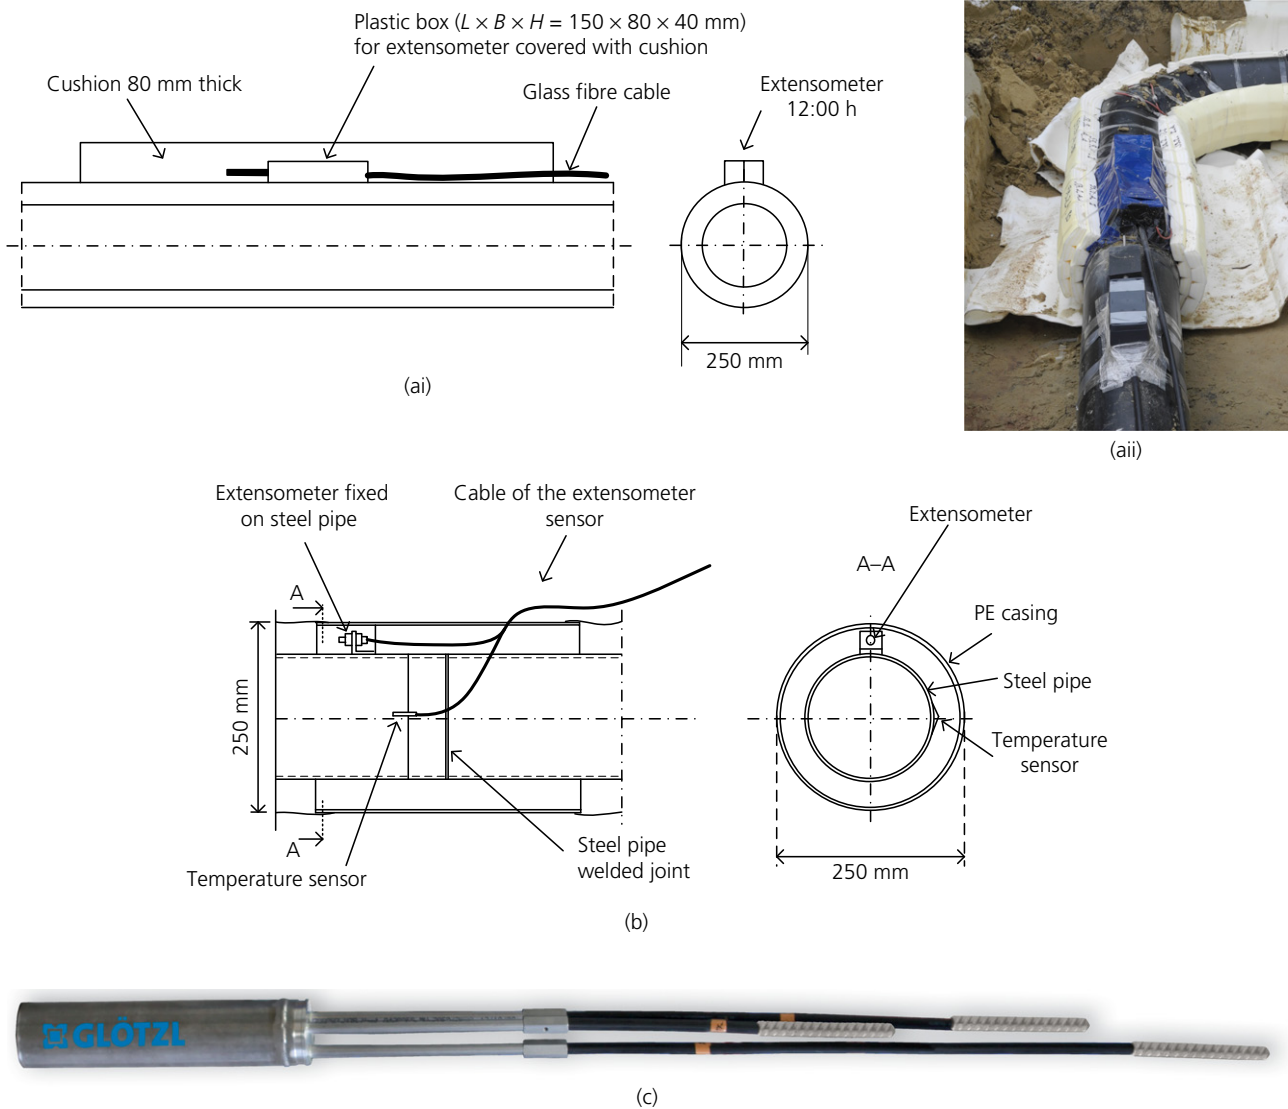 Plastic box (L × B × H = 150 × 80 × 40 mm)
for extensometer covered with cushion
Cushion 80 mm thick
Glass fibre cable
Extensometer
12:00 h
250 mm
(ai)
(aii)
Extensometer fixed
on steel pipe
Cable of the extensometer
sensor
Extensometer
A–A
A
PE casing
Steel pipe
250 mm
Temperature
sensor
A
Steel pipe
welded joint
Temperature sensor
250 mm
(b)
GLÖTZL
(c)